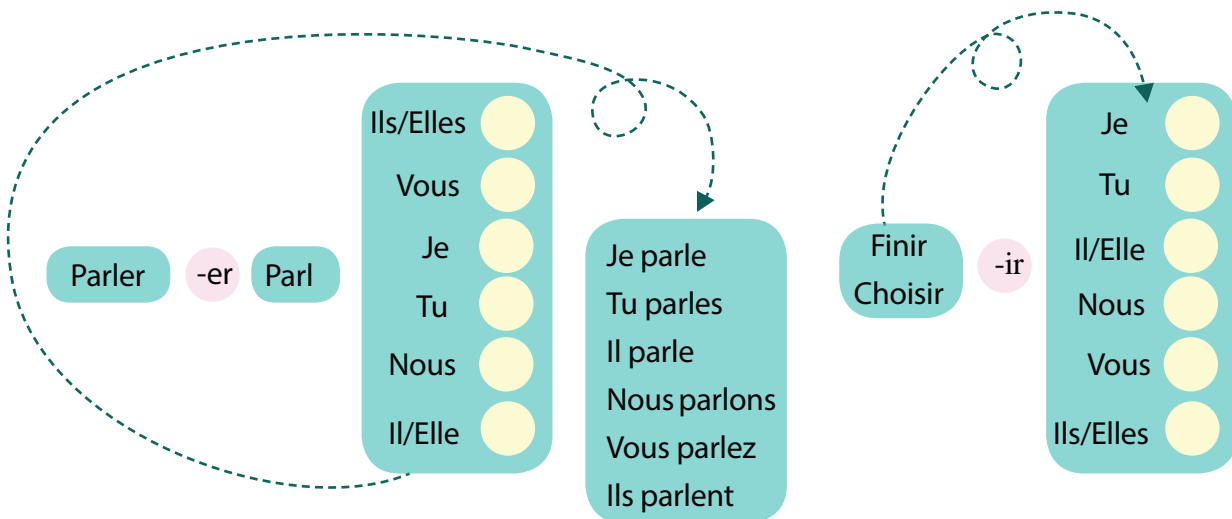 Parler
-er
Parl
Ils/Elles
Vous
Je
Tu
Nous
Il/Elle
Je parle
Tu parles
Il parle
Nous parlons
Vous parlez
Ils parlent
Finir
Choisir
-ir
Je
Tu
Il/Elle
Nous
Vous
Ils/Elles